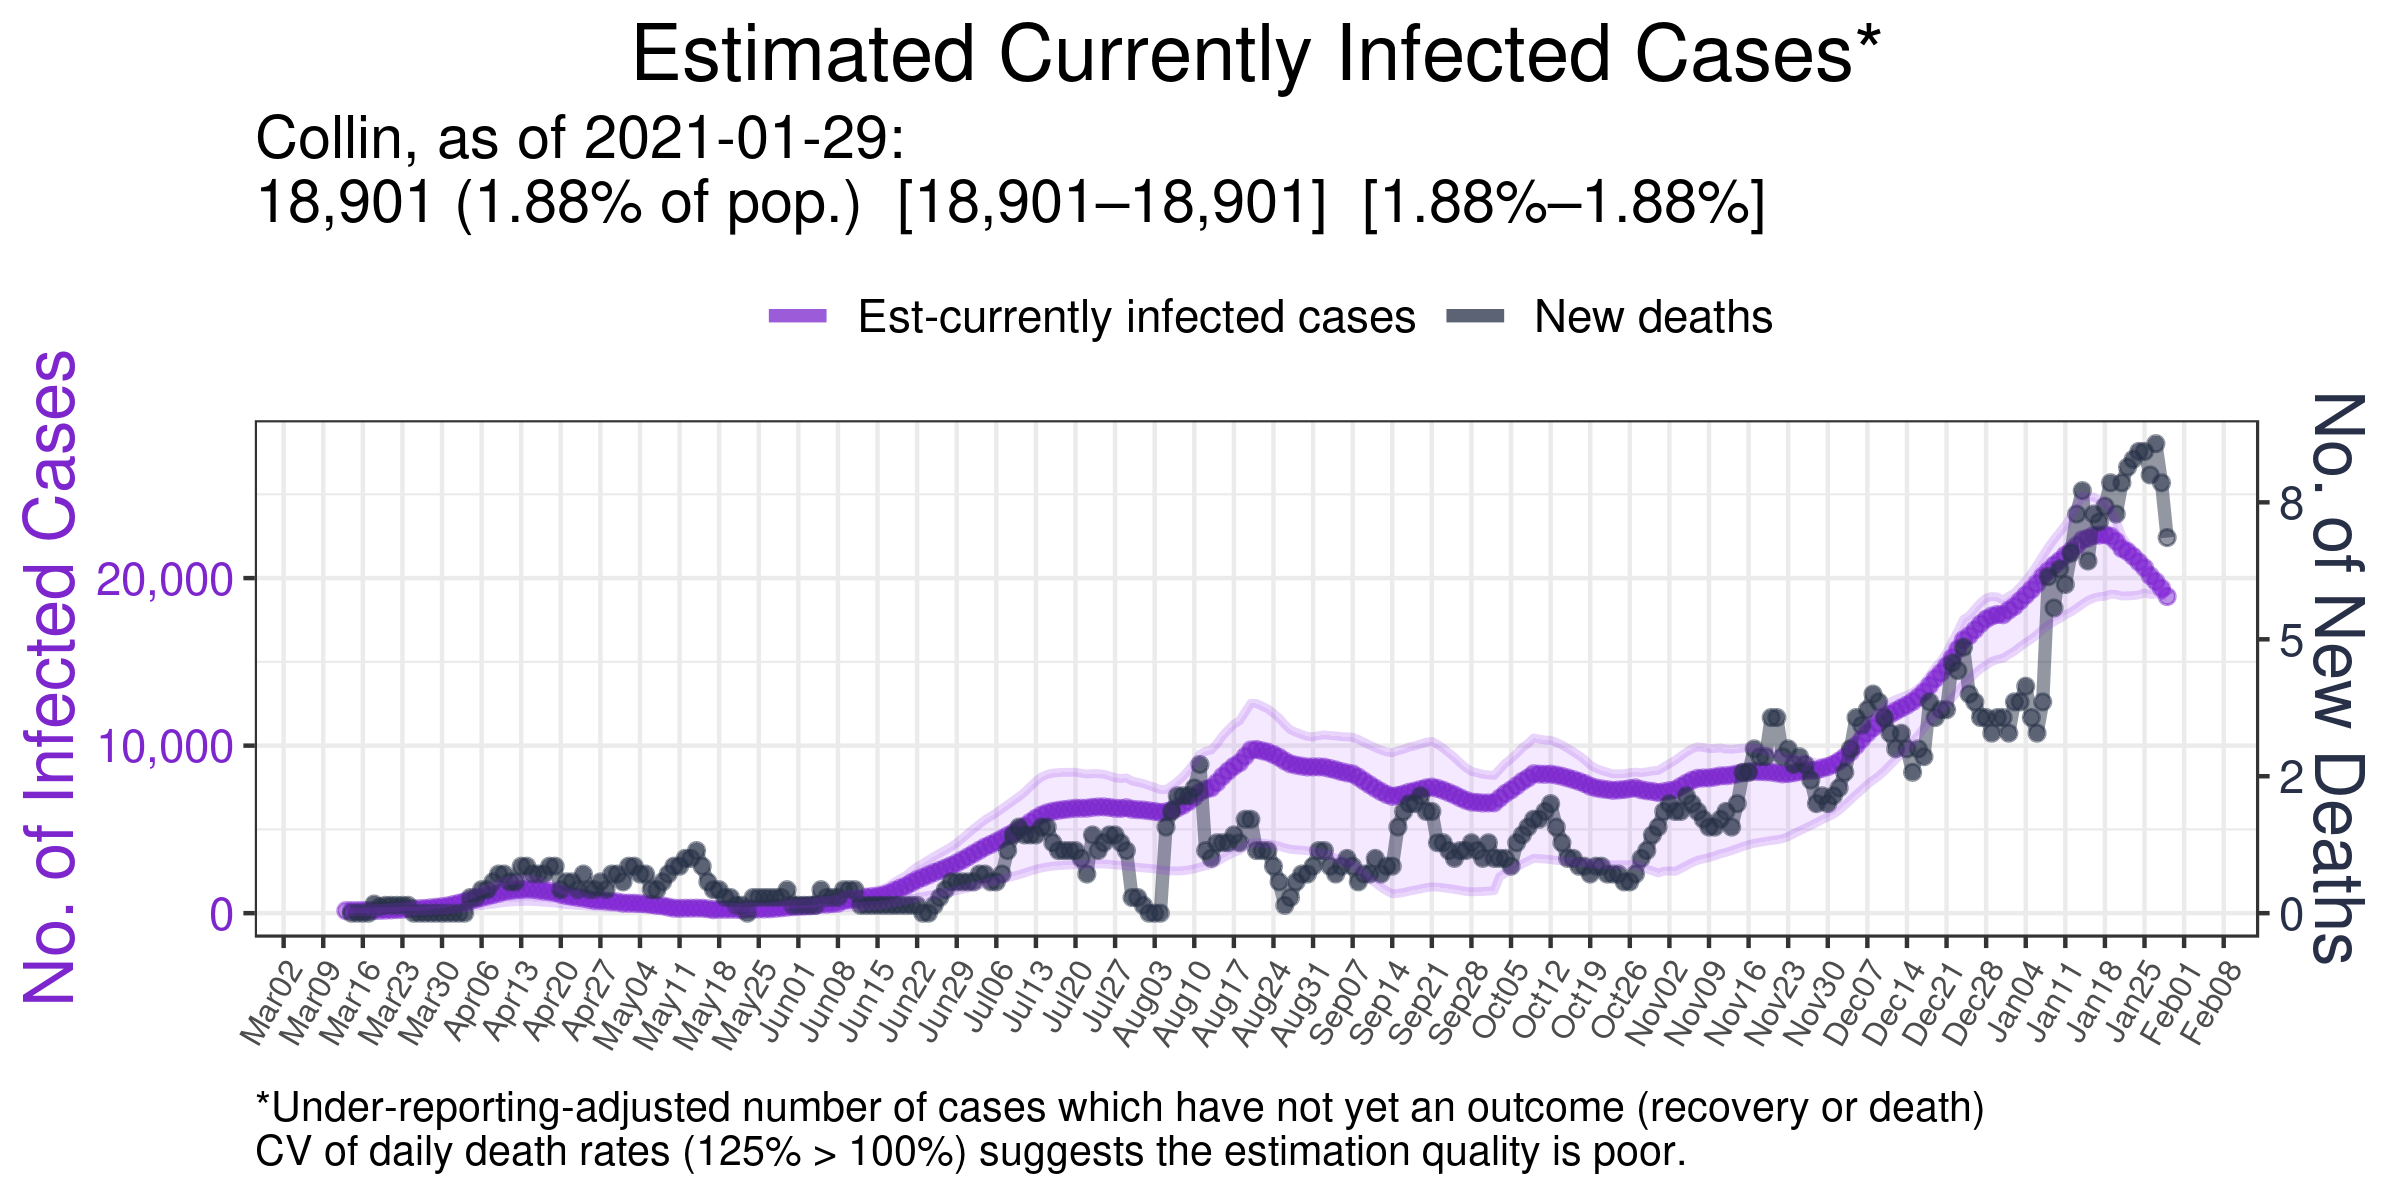 Estimated Currently Infected Cases*
Collin, as of 2021-01-29:
18,901 (1.88% of pop.) [18,901–18,901] [1.88%–1.88%]
Est-currently infected cases New deaths
No. of Infected Cases
20,000
10,000
0
8
5
2
0
No. of New Deaths
Mar02 Mar09 Mar16 Mar23 Mar30 Apr06 Apr13 Apr20 Apr27 May04 May11 May18 May25 Jun01 Jun08 Jun15 Jun22 Jun29 Jul06 Jul13 Jul20 Jul27 Aug03 Aug10 Aug17 Aug24 Aug31 Sep07 Sep14 Sep21 Sep28 Oct05 Oct12 Oct19 Oct26 Nov02 Nov09 Nov16 Nov23 Nov30 Dec07 Dec14 Dec21 Dec28 Jan04 Jan11 Jan18 Jan25 Feb01 Feb08
*Under-reporting-adjusted number of cases which have not yet an outcome (recovery or death)
CV of daily death rates (125% > 100%) suggests the estimation quality is poor.